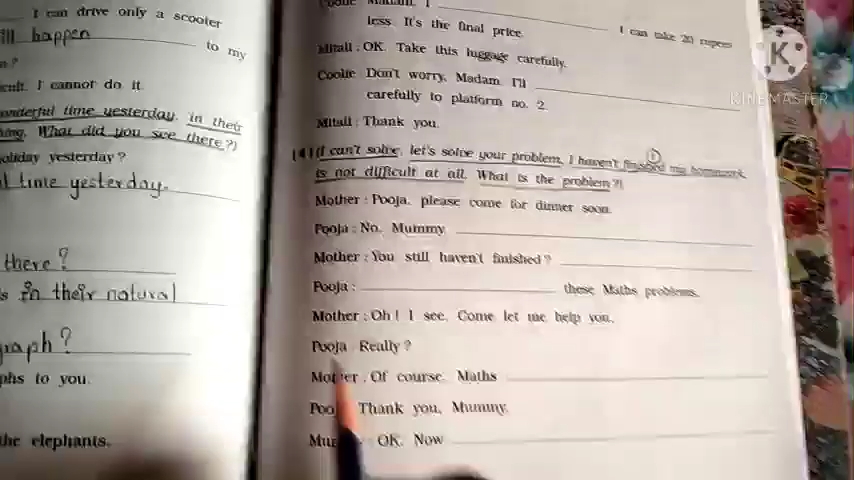 I can drive only a scooter
happen to my
cult. I cannot do it.
onderful time yesterday, in their
hing, What did you see there?)
oliday yesterday?
time yesterday.
there?
s in their natural
graph?
phs to you.
the elephants.
Madam. I
less. It's the final price. I can take 20 rupees
Mitali : OK. Take this luggage carefully.
Coolie Don't worry, Madam. I'll
carefully to platform no. 2.
Mitali : Thank you.
[4] (I can't solve, let's solve your problem, I haven't finished my homework,
is not difficult at all, What is the problem?)
Mother : Pooja, please come for dinner soon.
Pooja : No, Mummy
Mother : You still haven't finished?
Pooja : these Maths problems.
Mother : Oh! I see. Come let me help you.
Pooja Really?
Mother : Of course. Maths
Thank you, Mummy.
: OK. Now
KINEMASTER